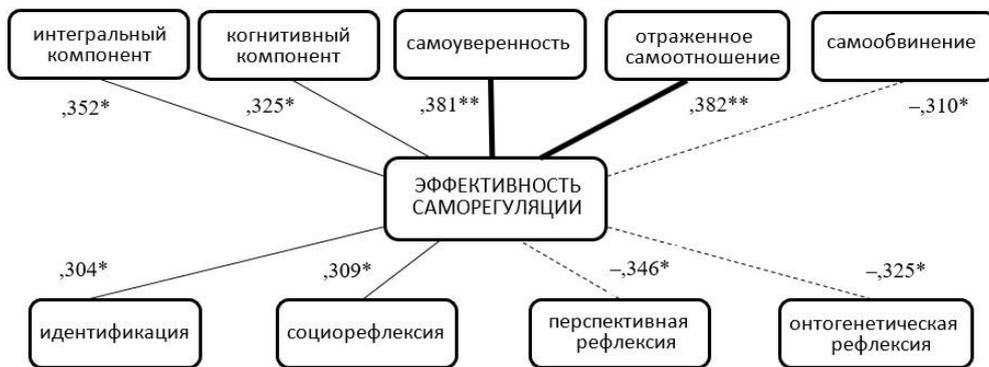 интегральный
компонент
когнитивный
компонент
самоуверенность
отраженное
самоотношение
самообвинение
,352*
,325*
,381**
,382**
–,310*
ЭФФЕКТИВНОСТЬ
САМОРЕГУЛЯЦИИ
,304*
,309*
–,346*
–,325*
идентификация
социорефлексия
перспективная
рефлексия
онтогенетическая
рефлексия